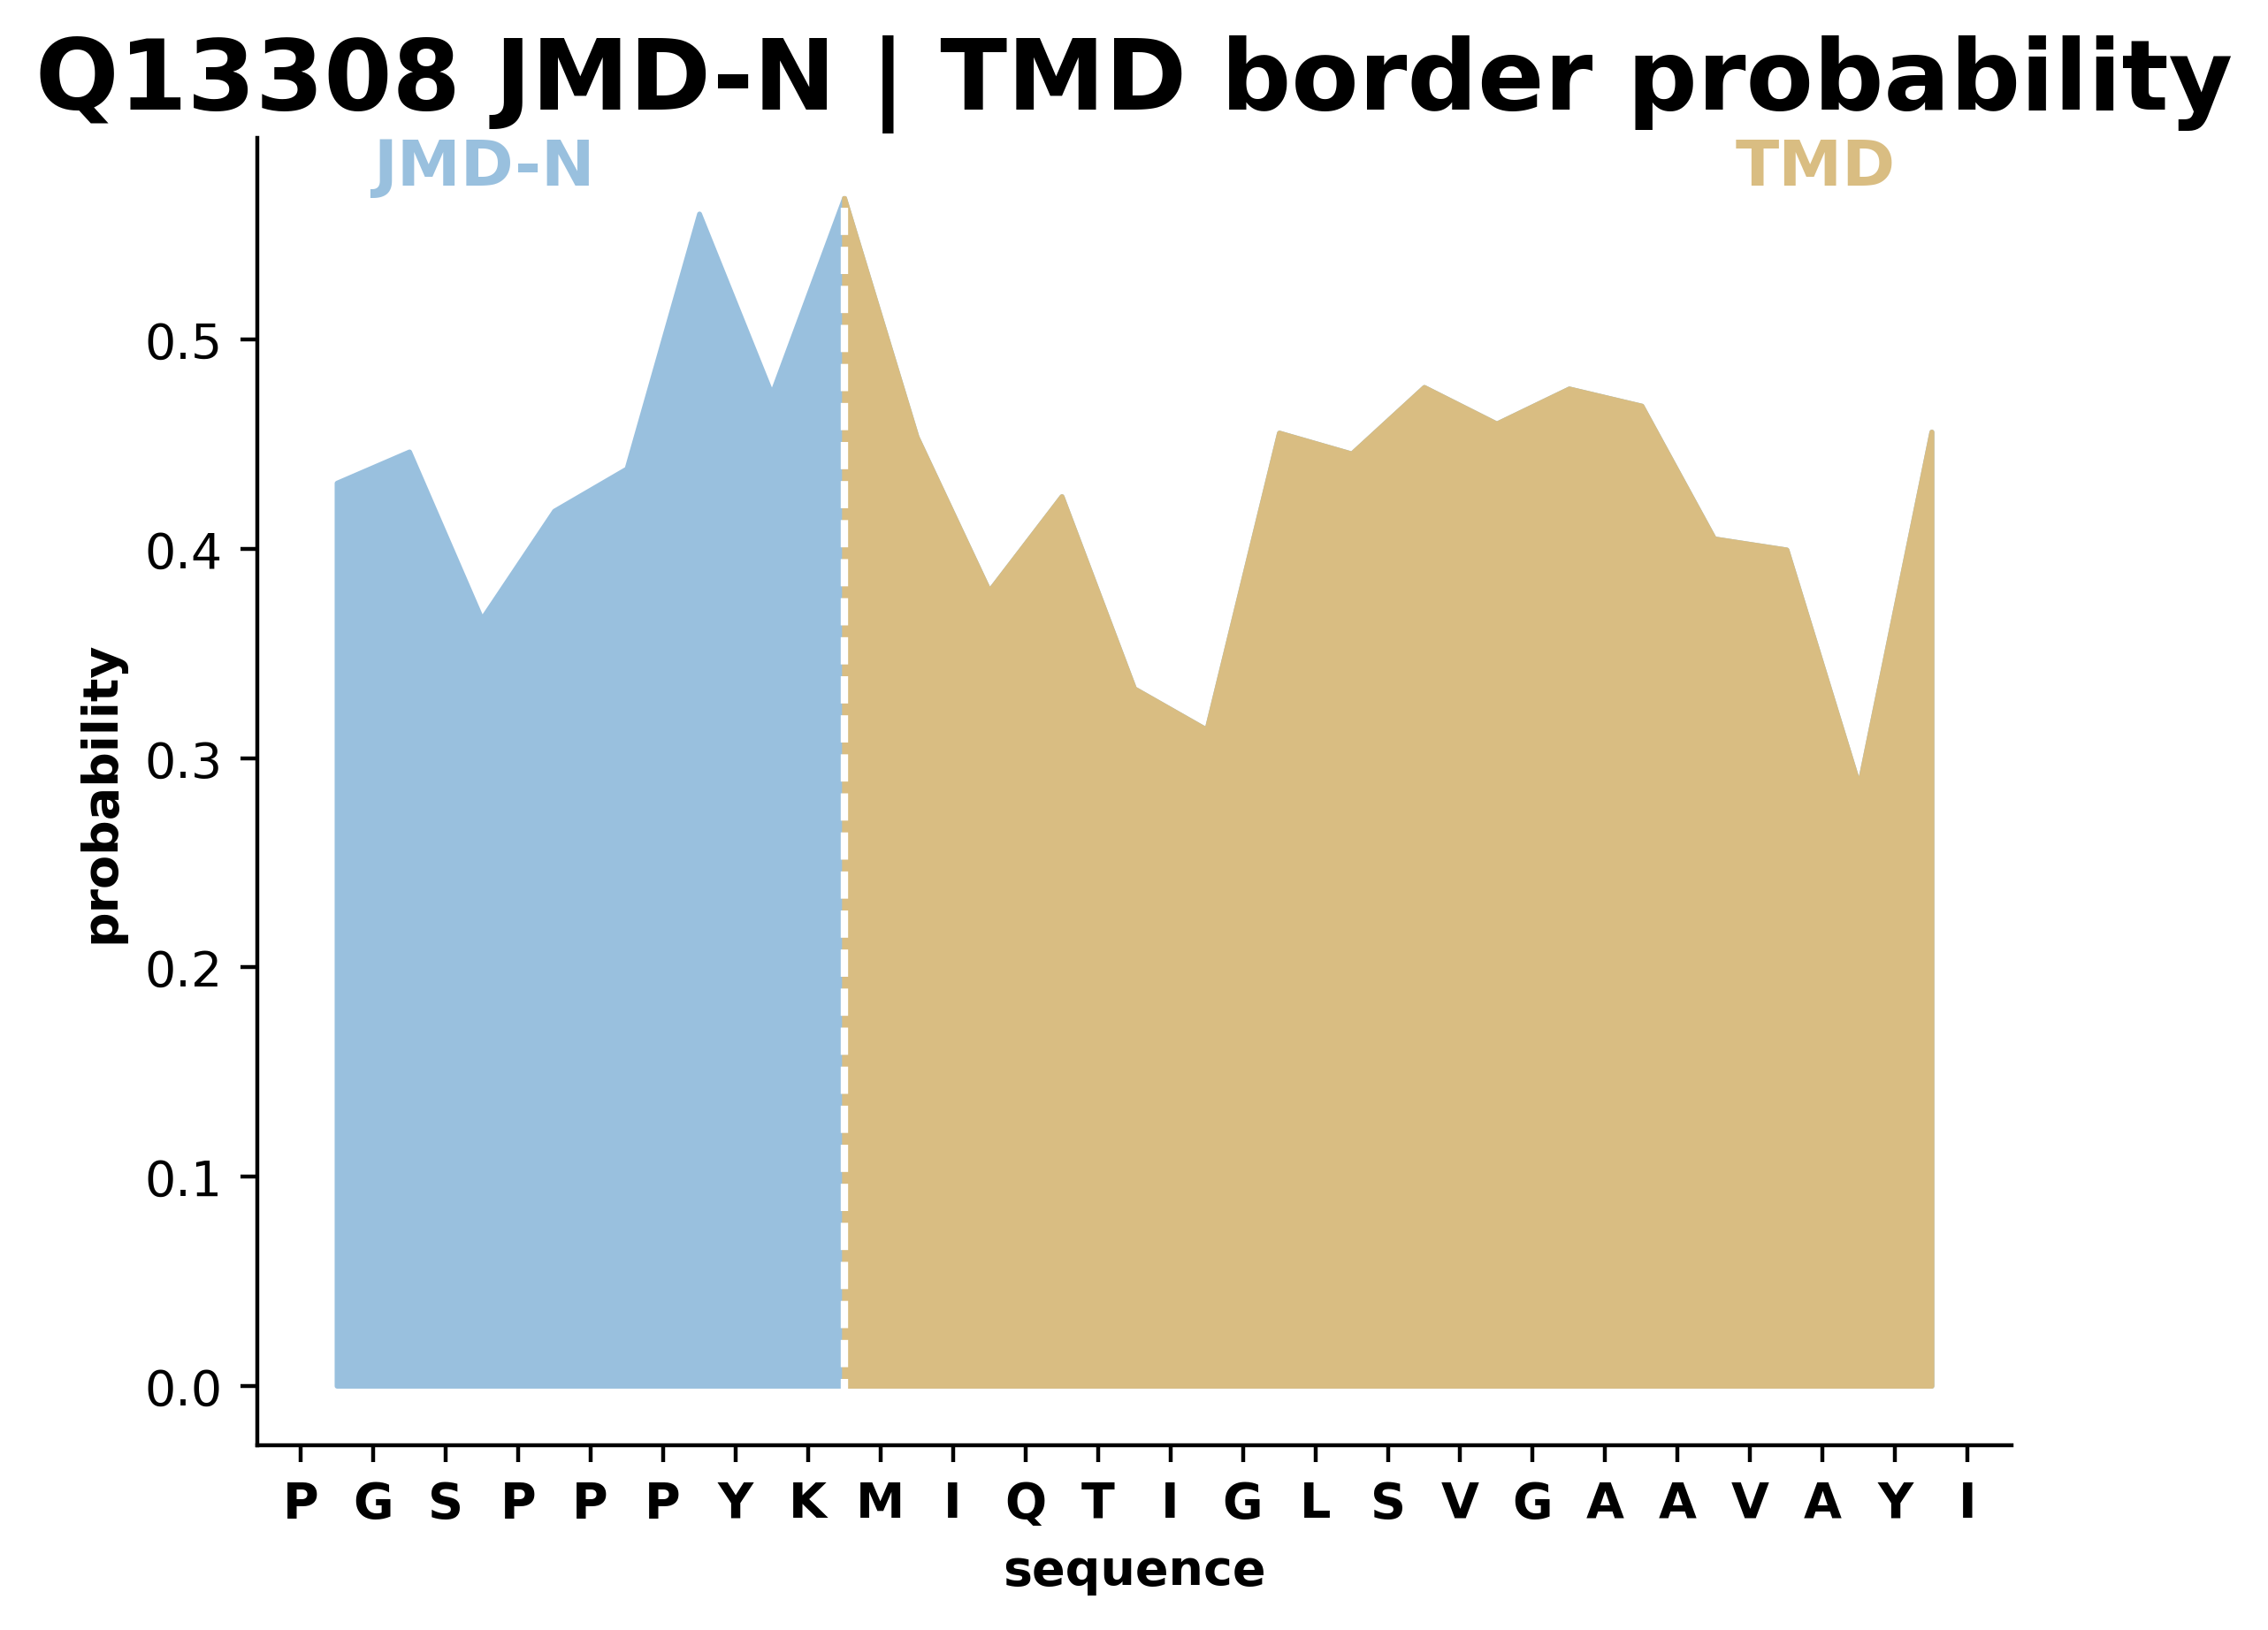 Q13308 JMD-N | TMD border probability
JMD-N TMD
0.5
0.4
0.3
0.2
0.1
0.0
probability
P G S P P P Y K M I Q T I G L S V G A A V A Y I
sequence